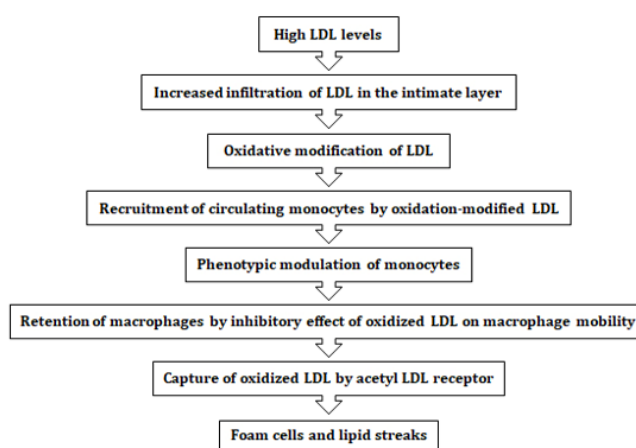 High LDL levels
Increased infiltration of LDL in the intimate layer
Oxidative modification of LDL
Recruitment of circulating monocytes by oxidation-modified LDL
Phenotypic modulation of monocytes
Retention of macrophages by inhibitory effect of oxidized LDL on macrophage mobility
Capture of oxidized LDL by acetyl LDL receptor
Foam cells and lipid streaks